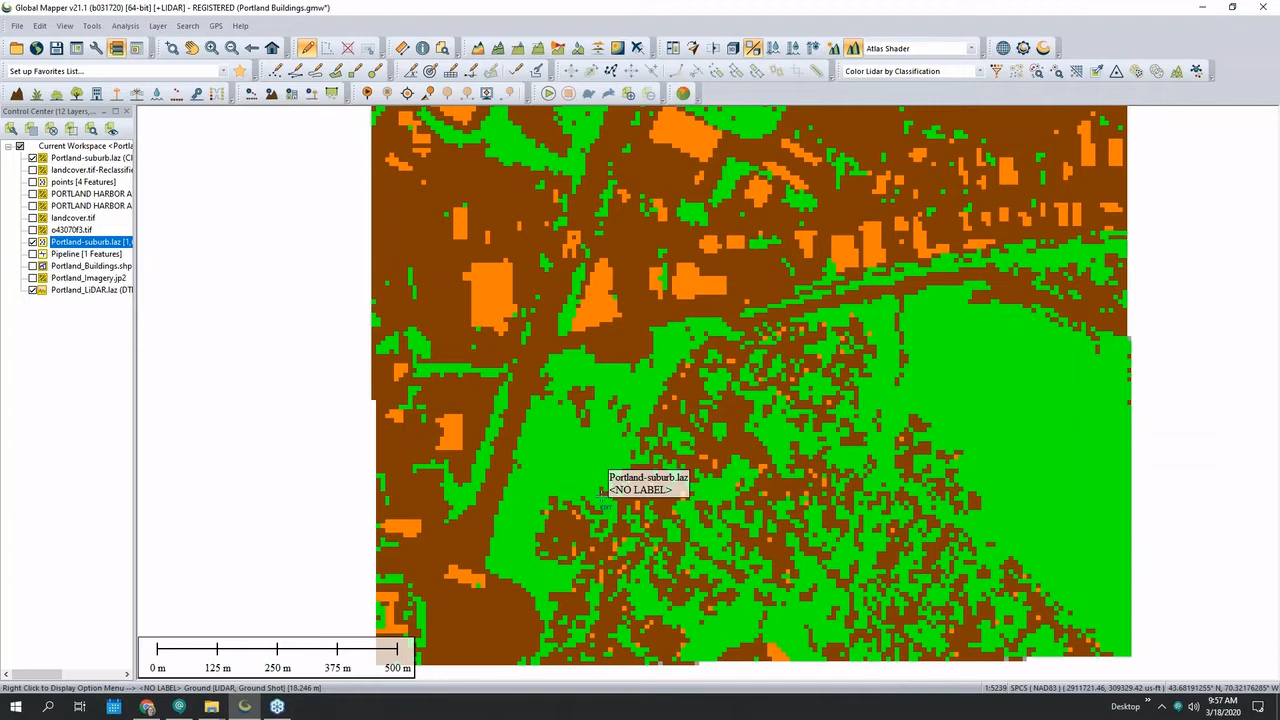 Global Mapper v21.1 (b031720) [64-bit] [+LIDAR] - REGISTERED (Portland Buildings.gmw*)
File Edit View Tools Analysis Layer Search GPS Help
Atlas Shader
Set up Favorites List...
Color Lidar by Classification
Control Center (12 Layers,
Current Workspace <Portla
Portland-suburb.laz (Cl
landcover.tif-Reclassifie
points [4 Features]
PORTLAND HARBOR A
PORTLAND HARBOR A
landcover.tif
o43070f3.tif
Portland-suburb.laz [1,
Pipeline [1 Features]
Portland_Buildings.shp
Portland_Imagery.jp2
Portland_LiDAR.laz (DT
Portland-suburb.laz
<NO LABEL>
0 m 125 m 250 m 375 m 500 m
Right Click to Display Option Menu --> <NO LABEL> Ground [LIDAR, Ground Shot] [18.246 m]
1:5239 SPCS (NAD83) ( 2911721.46, 309329.42 us-ft ) 43.68191255° N, 70.32176285° W
Desktop
9:57 AM
3/18/2020